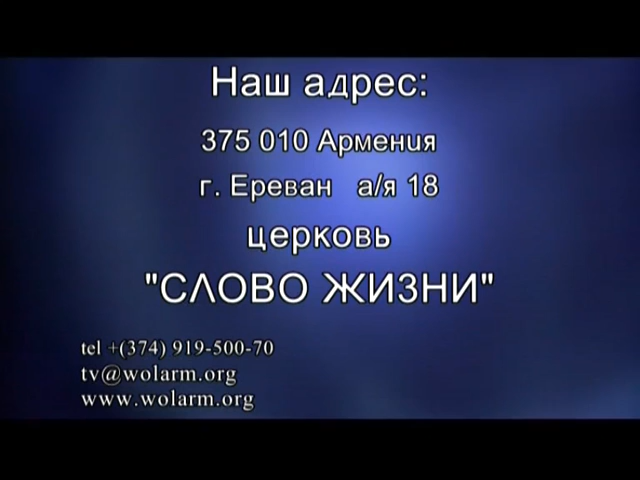 Наш адрес:
375 010 Армения
г. Ереван а/я 18
церковь
"СЛОВО ЖИЗНИ"
tel +(374) 919-500-70
tv@wolarm.org
www.wolarm.org